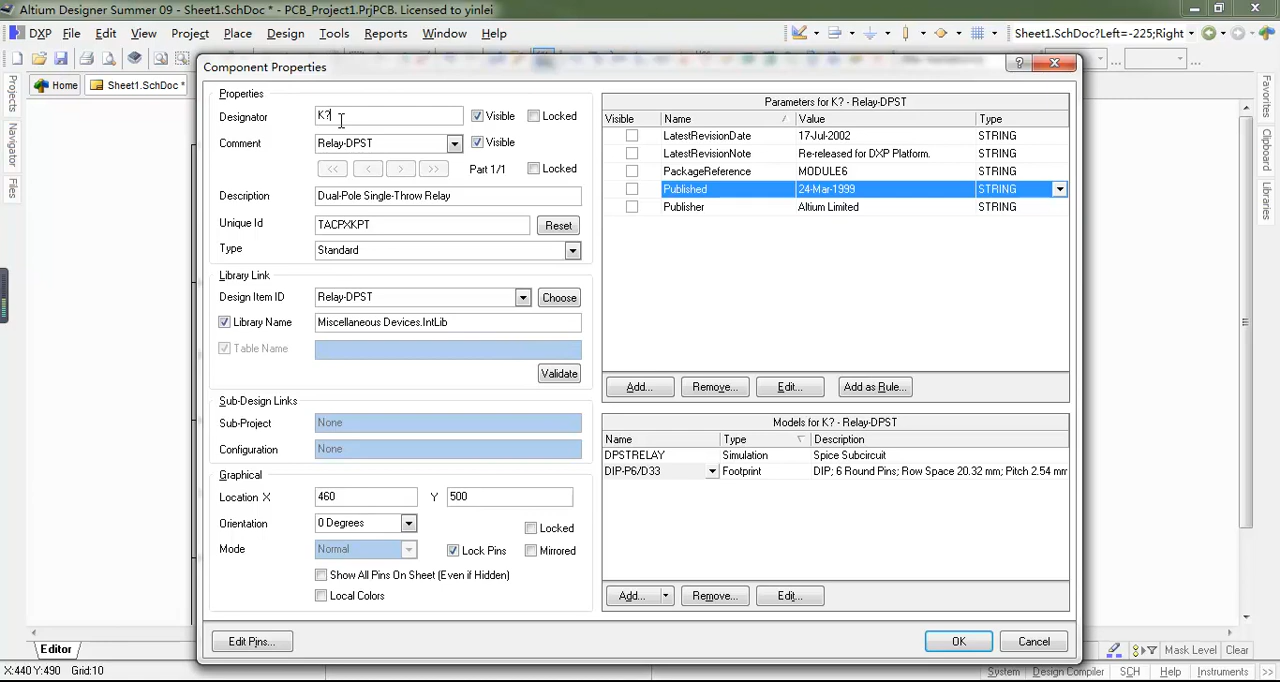 Altium Designer Summer 09 - Sheet1.SchDoc * - PCB_Project1.PrjPCB. Licensed to yinlei
DXP File Edit View Project Place Design Tools Reports Window Help
Sheet1.SchDoc?Left=-225;Right
Home Sheet1.SchDoc *
Projects
Navigator
Files
Favorites
Clipboard
Libraries
Component Properties
Properties
Designator K? Visible Locked
Comment Relay-DPST Visible
<< < > >> Part 1/1 Locked
Description Dual-Pole Single-Throw Relay
Unique Id TACPXKPT Reset
Type Standard
Library Link
Design Item ID Relay-DPST Choose
Library Name Miscellaneous Devices.IntLib
Table Name
Validate
Sub-Design Links
Sub-Project None
Configuration None
Graphical
Location X 460 Y 500
Orientation 0 Degrees Locked
Mode Normal Lock Pins Mirrored
Show All Pins On Sheet (Even if Hidden)
Local Colors
Parameters for K? - Relay-DPST
Visible Name Value Type
LatestRevisionDate 17-Jul-2002 STRING
LatestRevisionNote Re-released for DXP Platform. STRING
PackageReference MODULE6 STRING
Published 24-Mar-1999 STRING
Publisher Altium Limited STRING
Add... Remove... Edit... Add as Rule...
Models for K? - Relay-DPST
Name Type Description
DPSTRELAY Simulation Spice Subcircuit
DIP-P6/D33 Footprint DIP; 6 Round Pins; Row Space 20.32 mm; Pitch 2.54 mm
Add... Remove... Edit...
Edit Pins... OK Cancel
Editor
Mask Level Clear
X:440 Y:490 Grid:10
System Design Compiler SCH Help Instruments >>